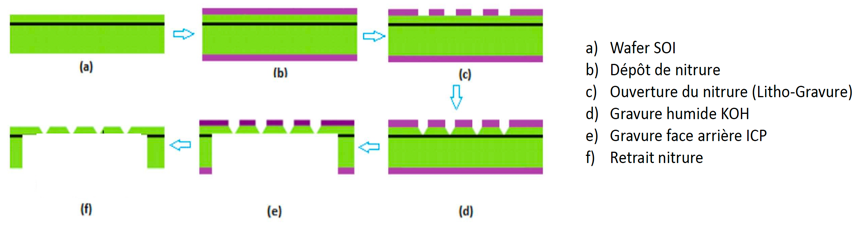 (a)
(b)
(c)
(f)
(e)
(d)
a) Wafer SOI
b) Dépôt de nitrure
c) Ouverture du nitrure (Litho-Gravure)
d) Gravure humide KOH
e) Gravure face arrière ICP
f) Retrait nitrure